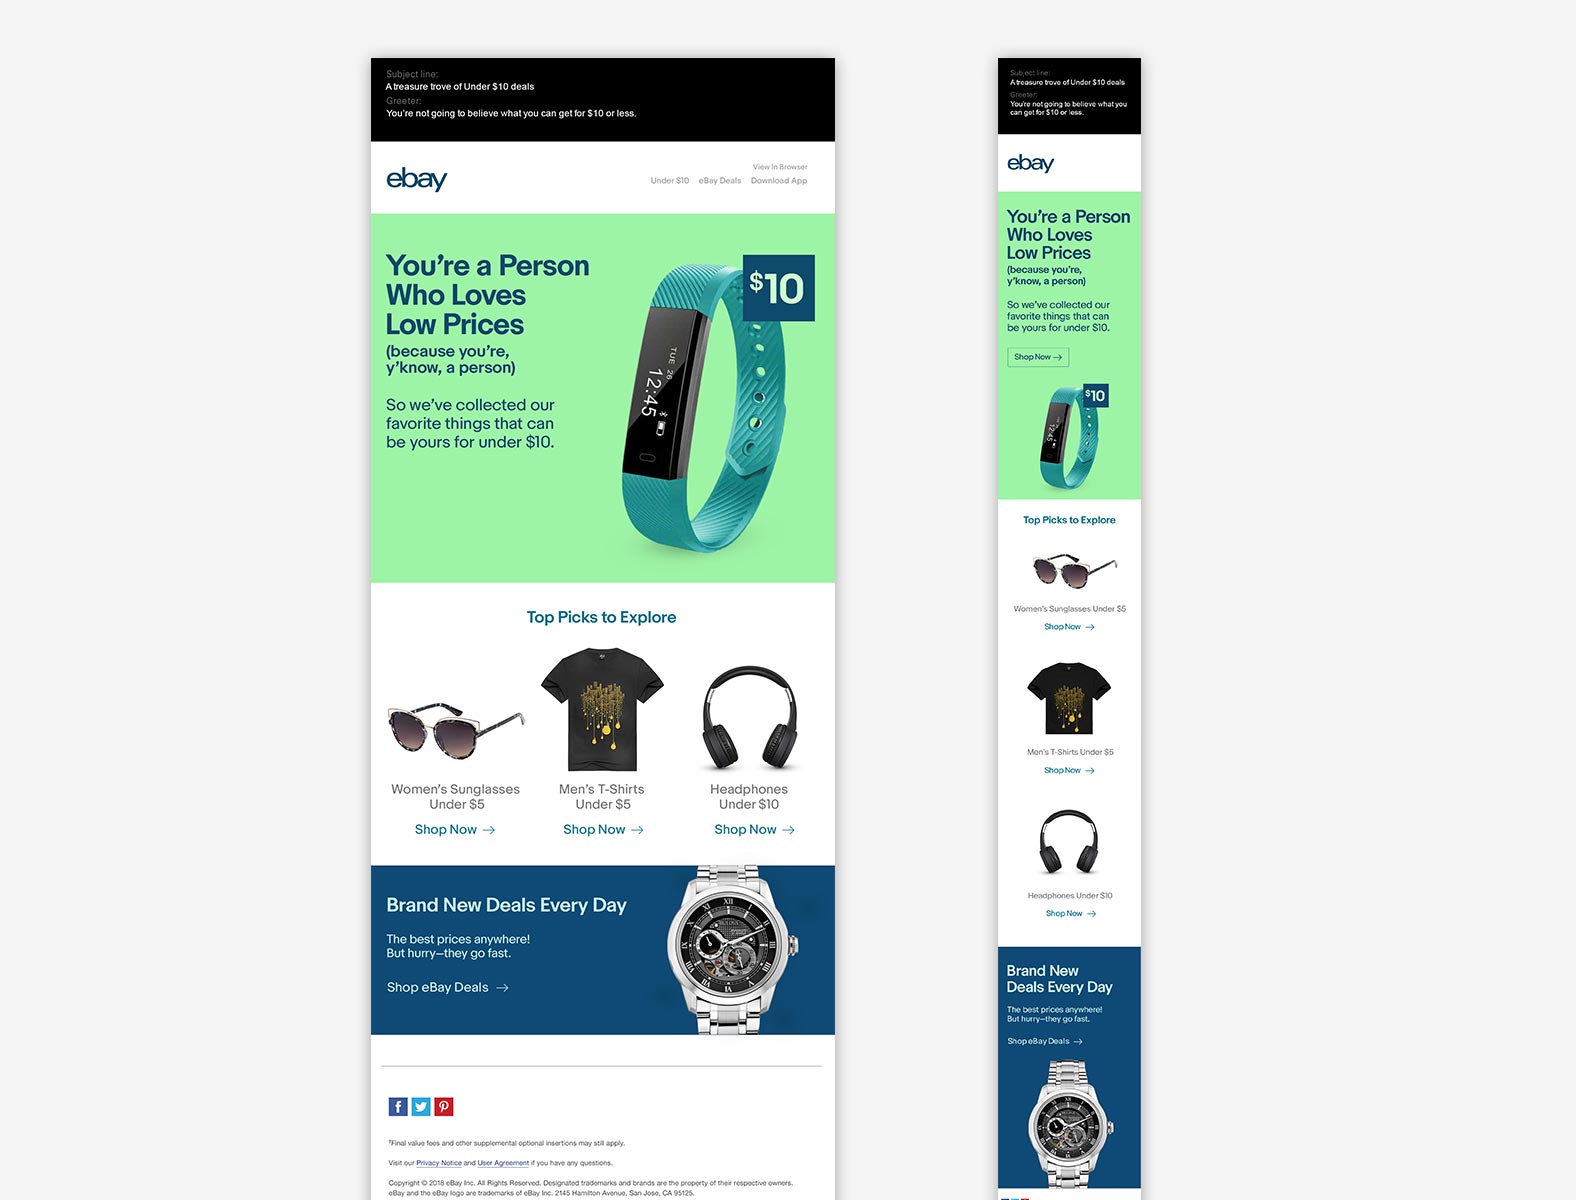 Subject line:
A treasure trove of Under $10 deals
Greeter:
You're not going to believe what you can get for $10 or less.
ebay
View In Browser
Under $10 eBay Deals Download App
You're a Person
Who Loves
Low Prices
(because you're,
y'know, a person)
So we've collected our
favorite things that can
be yours for under $10.
$10
TUE 26
12:45
Top Picks to Explore
Women's Sunglasses
Under $5
Shop Now →
Men's T-Shirts
Under $5
Shop Now →
Headphones
Under $10
Shop Now →
Brand New Deals Every Day
The best prices anywhere!
But hurry—they go fast.
Shop eBay Deals →
†Final value fees and other supplemental optional insertions may still apply.
Visit our Privacy Notice and User Agreement if you have any questions.
Copyright © 2018 eBay Inc. All Rights Reserved. Designated trademarks and brands are the property of their respective owners.
eBay and the eBay logo are trademarks of eBay Inc. 2145 Hamilton Avenue, San Jose, CA 95125.
Subject line:
A treasure trove of Under $10 deals
Greeter:
You're not going to believe what you
can get for $10 or less.
ebay
You're a Person
Who Loves
Low Prices
(because you're,
y'know, a person)
So we've collected our
favorite things that can
be yours for under $10.
Shop Now →
$10
12:45
Top Picks to Explore
Women's Sunglasses Under $5
Shop Now →
Men's T-Shirts Under $5
Shop Now →
Headphones Under $10
Shop Now →
Brand New
Deals Every Day
The best prices anywhere!
But hurry—they go fast.
Shop eBay Deals →